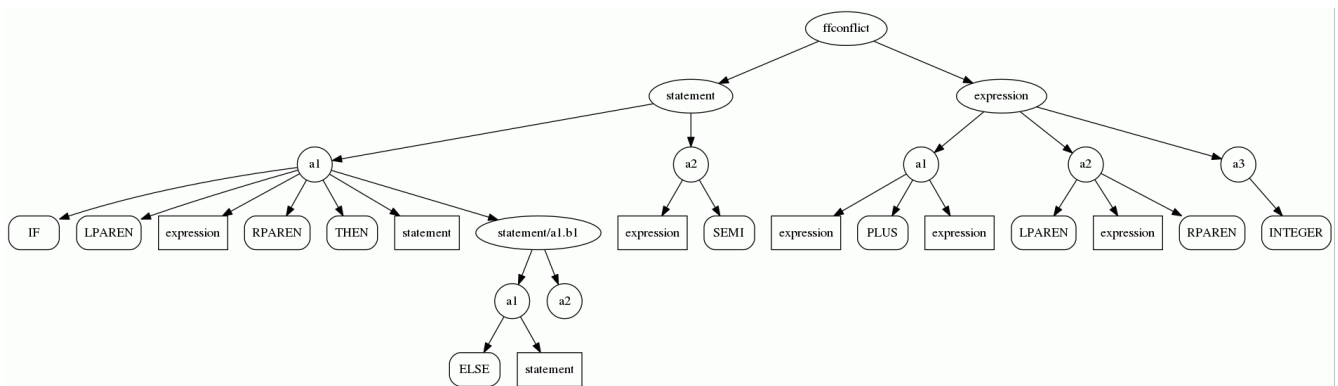 ffconflict
statement expression
a1 a2 a1 a2 a3
IF LPAREN expression RPAREN THEN statement statement/a1.b1 expression SEMI expression PLUS expression LPAREN expression RPAREN INTEGER
a1 a2
ELSE statement